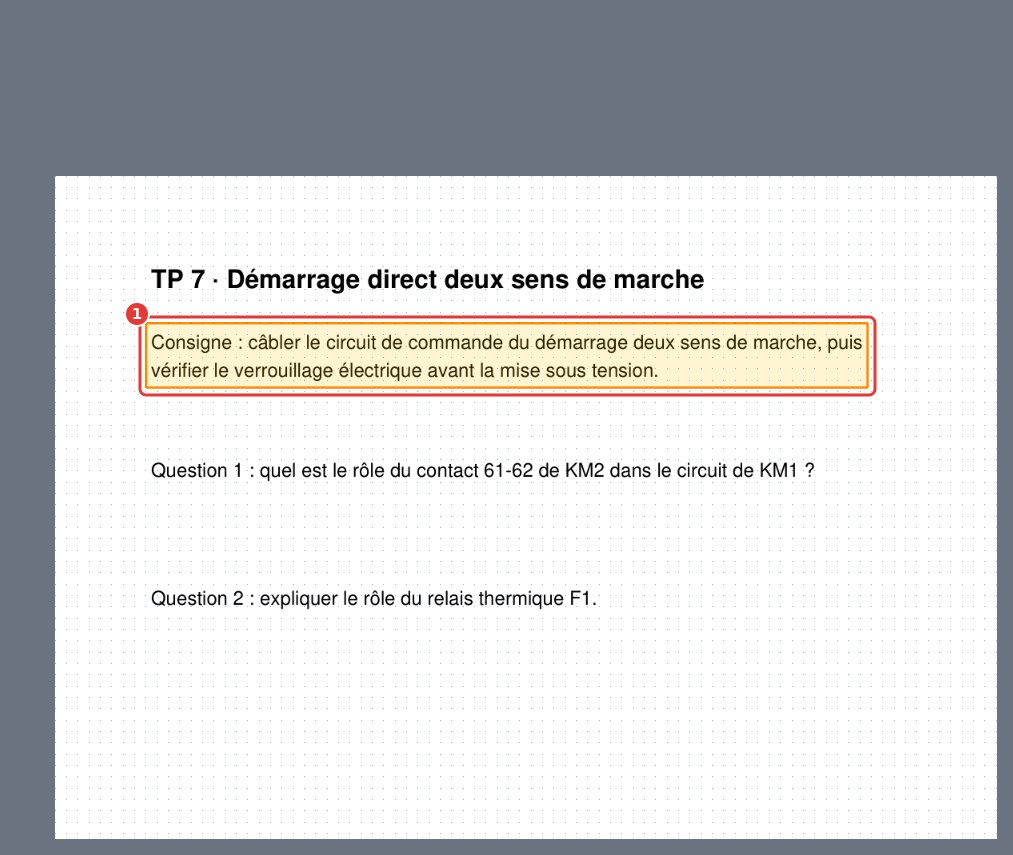 TP 7 · Démarrage direct deux sens de marche
1
Consigne : câbler le circuit de commande du démarrage deux sens de marche, puis
vérifier le verrouillage électrique avant la mise sous tension.
Question 1 : quel est le rôle du contact 61-62 de KM2 dans le circuit de KM1 ?
Question 2 : expliquer le rôle du relais thermique F1.